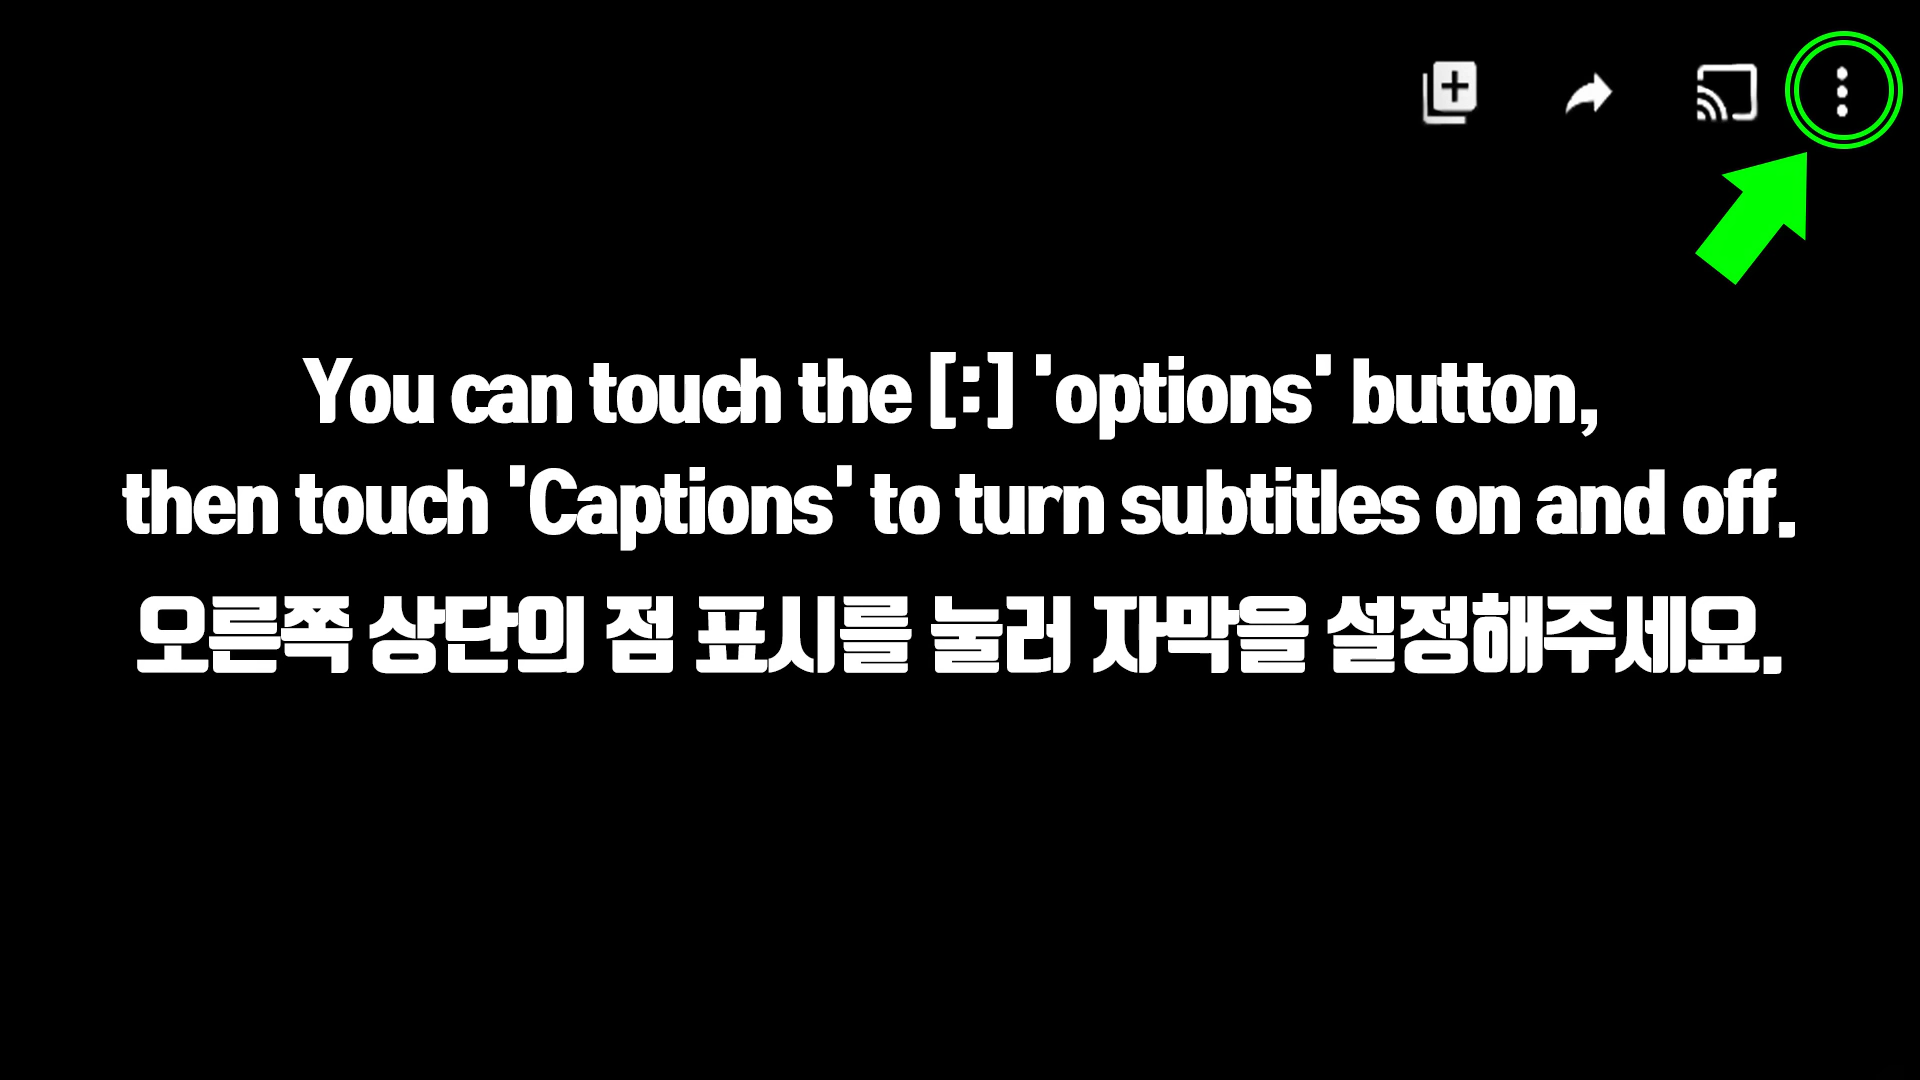 You can touch the [:] 'options' button,
then touch 'Captions' to turn subtitles on and off.
오른쪽 상단의 점 표시를 눌러 자막을 설정해주세요.